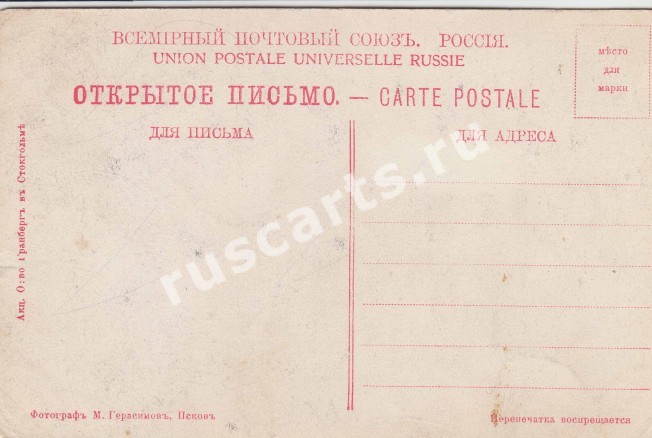 ВСЕМІРНЫЙ ПОЧТОВЫЙ СОЮЗЪ. РОССІЯ.
UNION POSTALE UNIVERSELLE RUSSIE
ОТКРЫТОЕ ПИСЬМО. — CARTE POSTALE
мѣсто
для
марки
ДЛЯ ПИСЬМА
ДЛЯ АДРЕСА
Акц. О-во Гранбергъ въ Стокгольмѣ
ruscarts.ru
Фотографъ М. Герасимовъ, Псковъ
Перепечатка воспрещается